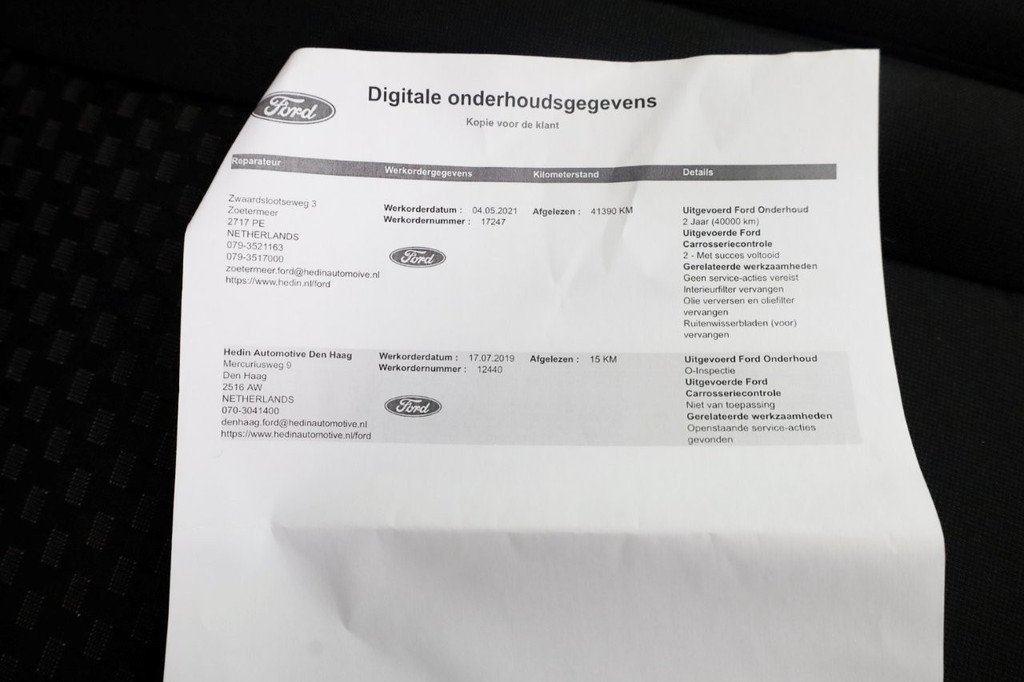 Ford
Digitale onderhoudsgegevens
Kopie voor de klant
Reparateur Werkordergegevens Kilometerstand Details
Zwaardslootseweg 3
Zoetermeer
2717 PE
NETHERLANDS
079-3521163
079-3517000
zoetermeer.ford@hedinautomoive.nl
https://www.hedin.nl/ford
Werkorderdatum : 04.05.2021
Werkordernummer : 17247
Ford
Afgelezen : 41390 KM
Uitgevoerd Ford Onderhoud
2 Jaar (40000 km)
Uitgevoerde Ford
Carrosseriecontrole
2 - Met succes voltooid
Gerelateerde werkzaamheden
Geen service-acties vereist
Interieurfilter vervangen
Olie verversen en oliefilter
vervangen
Ruitenwisserbladen (voor)
vervangen
Hedin Automotive Den Haag
Mercuriusweg 9
Den Haag
2516 AW
NETHERLANDS
070-3041400
denhaag.ford@hedinautomotive.nl
https://www.hedinautomotive.nl/ford
Werkorderdatum : 17.07.2019
Werkordernummer : 12440
Ford
Afgelezen : 15 KM
Uitgevoerd Ford Onderhoud
O-Inspectie
Uitgevoerde Ford
Carrosseriecontrole
Niet van toepassing
Gerelateerde werkzaamheden
Openstaande service-acties
gevonden